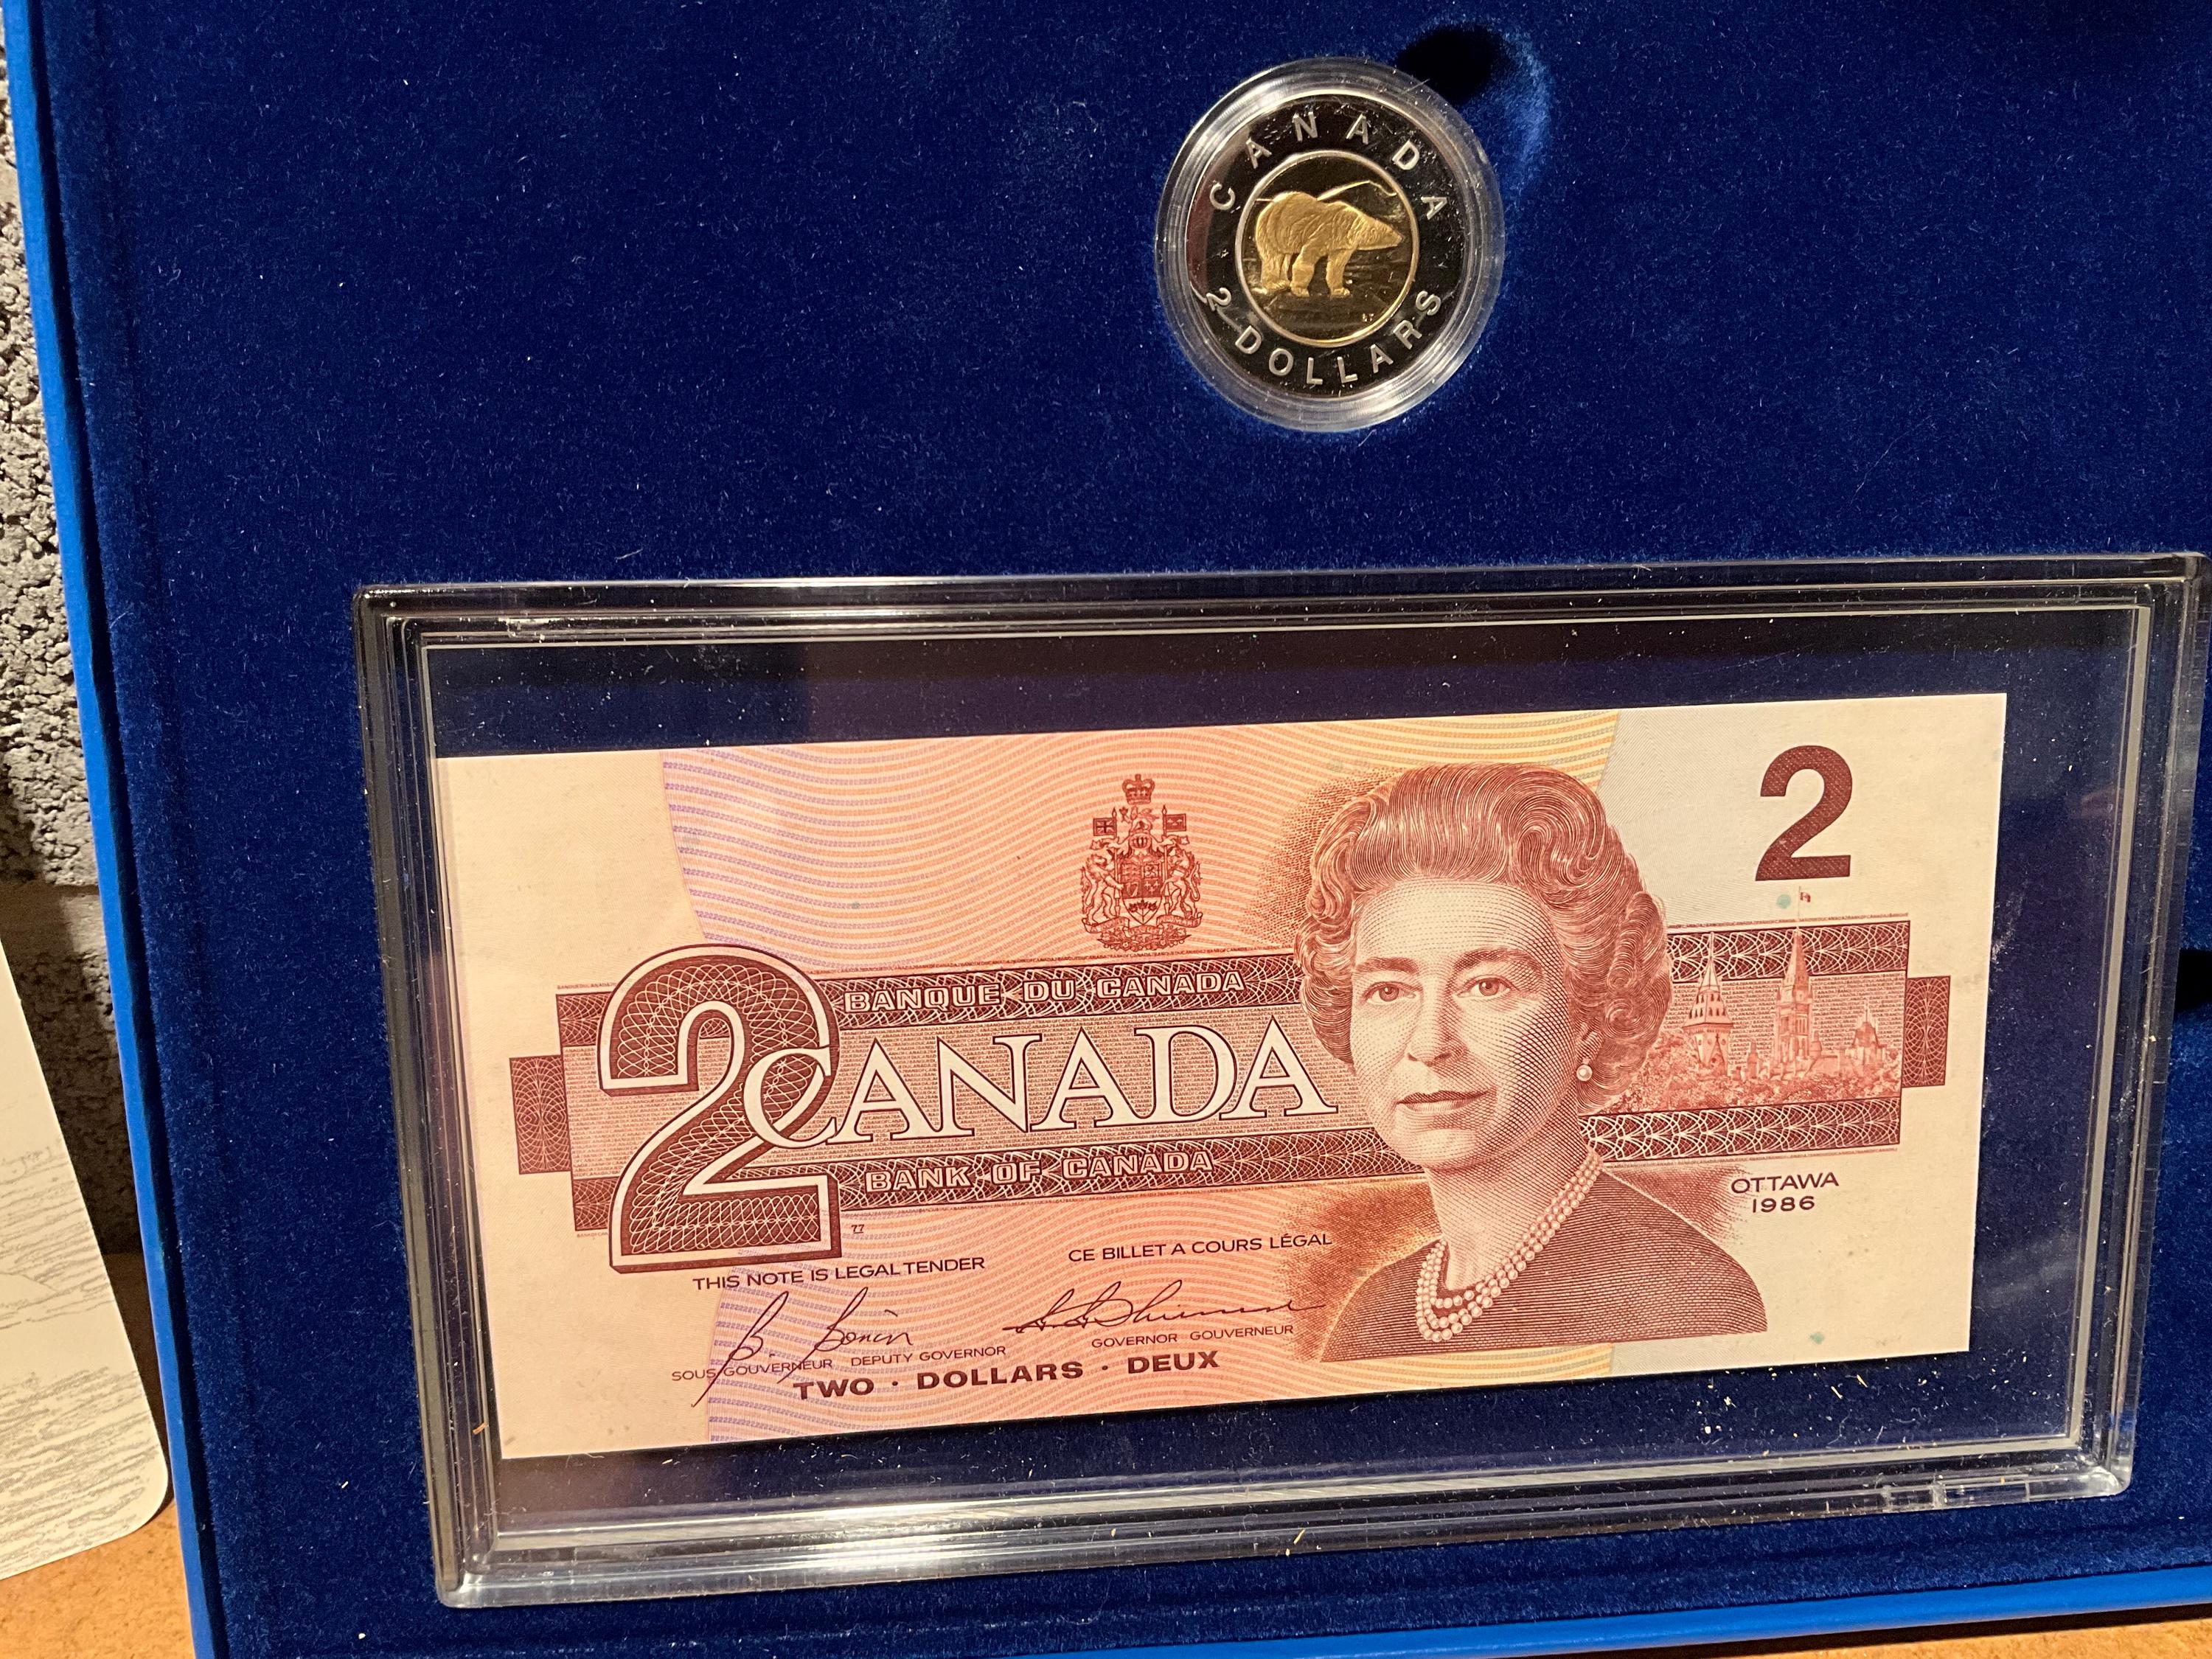 CANADA
2 DOLLARS
2
BANQUE DU CANADA
2
CANADA
BANK OF CANADA
OTTAWA
1986
77
THIS NOTE IS LEGAL TENDER
CE BILLET A COURS LÉGAL
SOUS-GOUVERNEUR DEPUTY GOVERNOR
GOVERNOR GOUVERNEUR
TWO · DOLLARS · DEUX